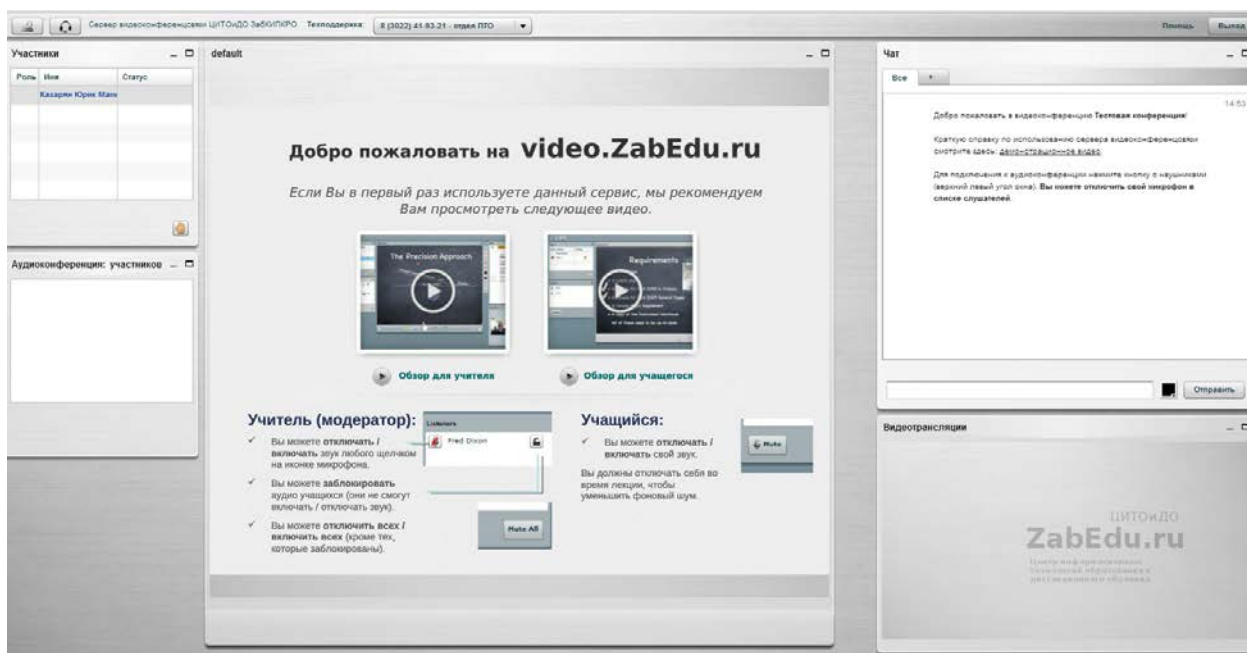 Сервер видеоконференцсвязи ЦИТОиДО ЗабКИПКРО Техподдержка: 8 (3022) 41-93-21 - отдел ПТО
Помощь Выход
Участники
Роль Имя Статус
Казарян Юрик
Аудиоконференция: участников
default
Добро пожаловать на video.ZabEdu.ru
Если Вы в первый раз используете данный сервис, мы рекомендуем
Вам просмотреть следующее видео.
The Precision Approach
Requirements
Обзор для учителя
Обзор для учащегося
Учитель (модератор):
Вы можете отключать /
включать звук любого щелчком
на иконке микрофона.
Вы можете заблокировать
аудио учащихся (они не смогут
включать / отключать звук).
Вы можете отключить всех /
включить всех (кроме тех,
которые заблокированы).
Listeners
Fred Dixon
Mute All
Учащийся:
Вы можете отключать /
включать свой звук.
Вы должны отключать себя во
время лекции, чтобы
уменьшить фоновый шум.
Mute
Чат
Все +
14:53
Добро пожаловать в видеоконференцию Тестовая конференция!
Краткую справку по использованию сервера видеоконференцсвязи
смотрите здесь: демонстрационное видео.
Для подключения к аудиоконференции нажмите кнопку с наушниками
(верхний левый угол окна). Вы можете отключить свой микрофон в
списке слушателей.
Отправить
Видеотрансляции
ЦИТОиДО
ZabEdu.ru